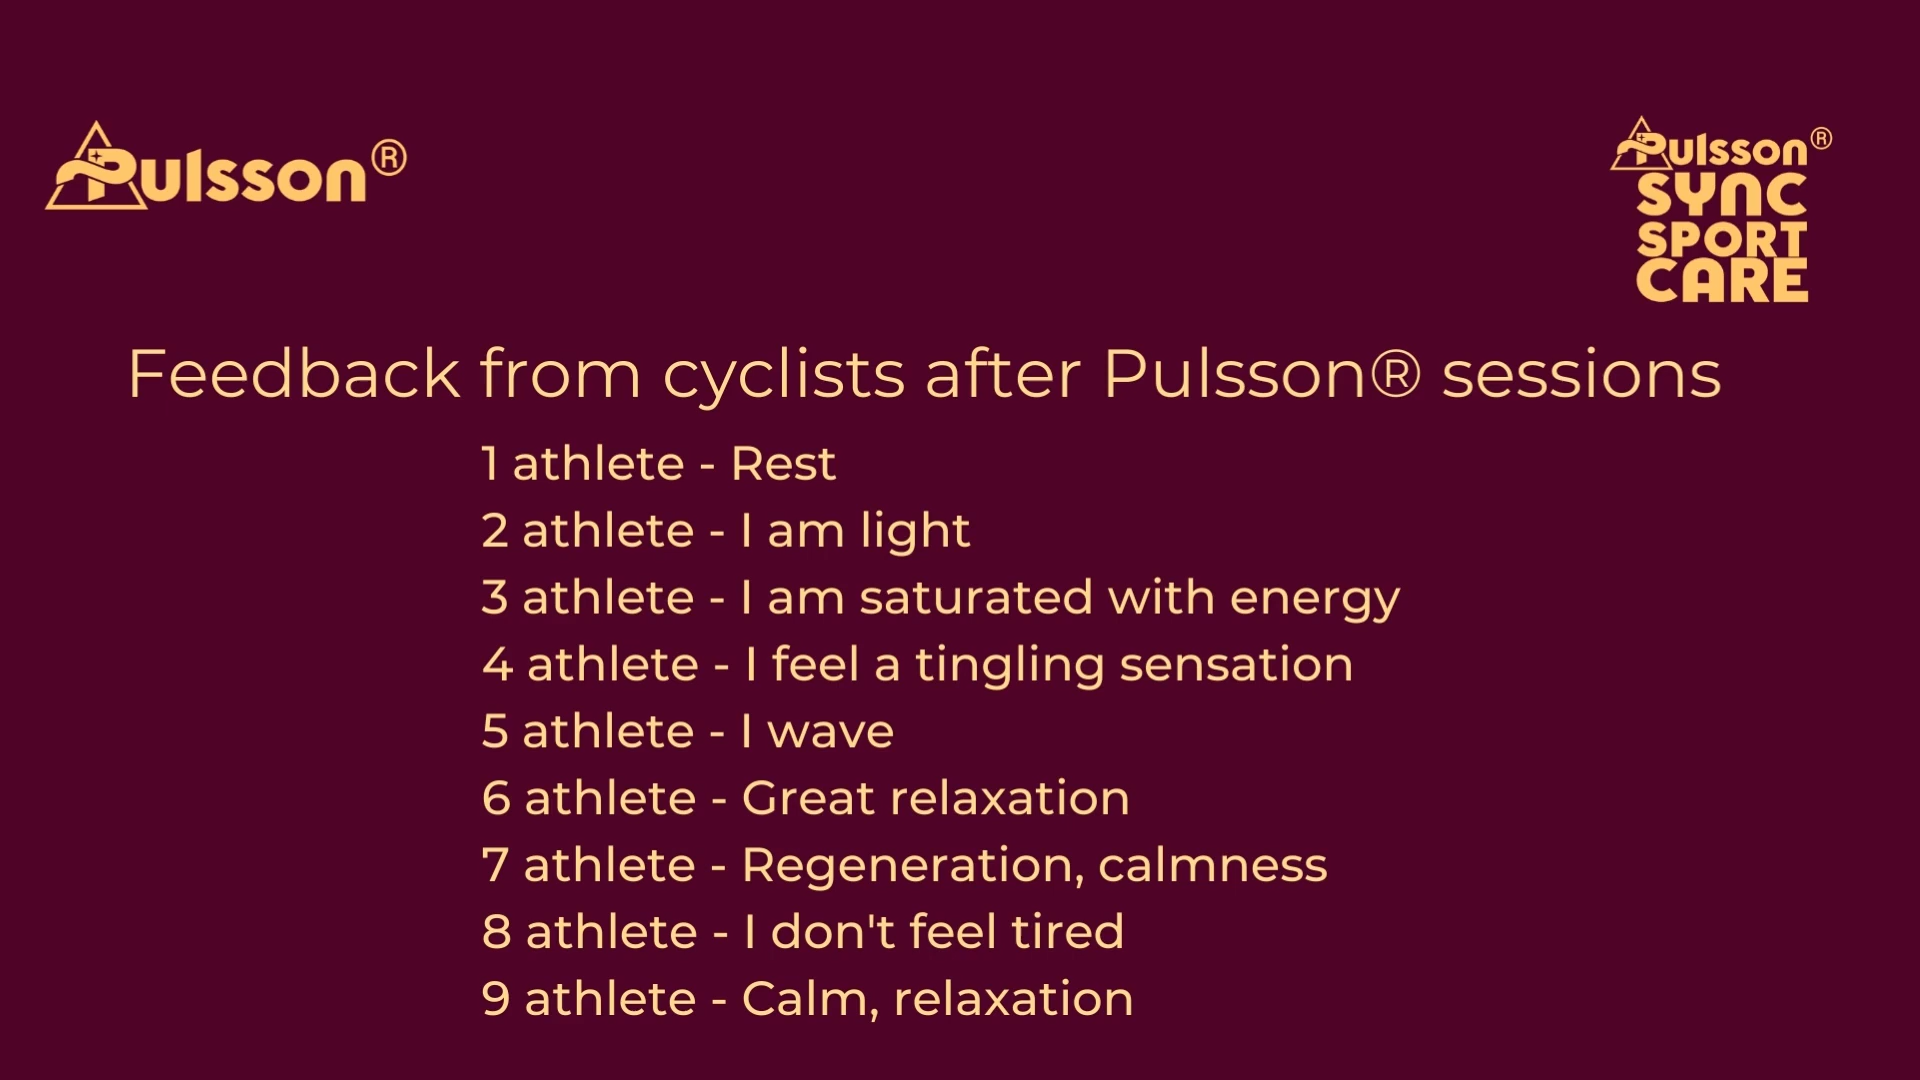 Pulsson®
Pulsson®
SYNC
SPORT
CARE
Feedback from cyclists after Pulsson® sessions
1 athlete - Rest
2 athlete - I am light
3 athlete - I am saturated with energy
4 athlete - I feel a tingling sensation
5 athlete - I wave
6 athlete - Great relaxation
7 athlete - Regeneration, calmness
8 athlete - I don't feel tired
9 athlete - Calm, relaxation